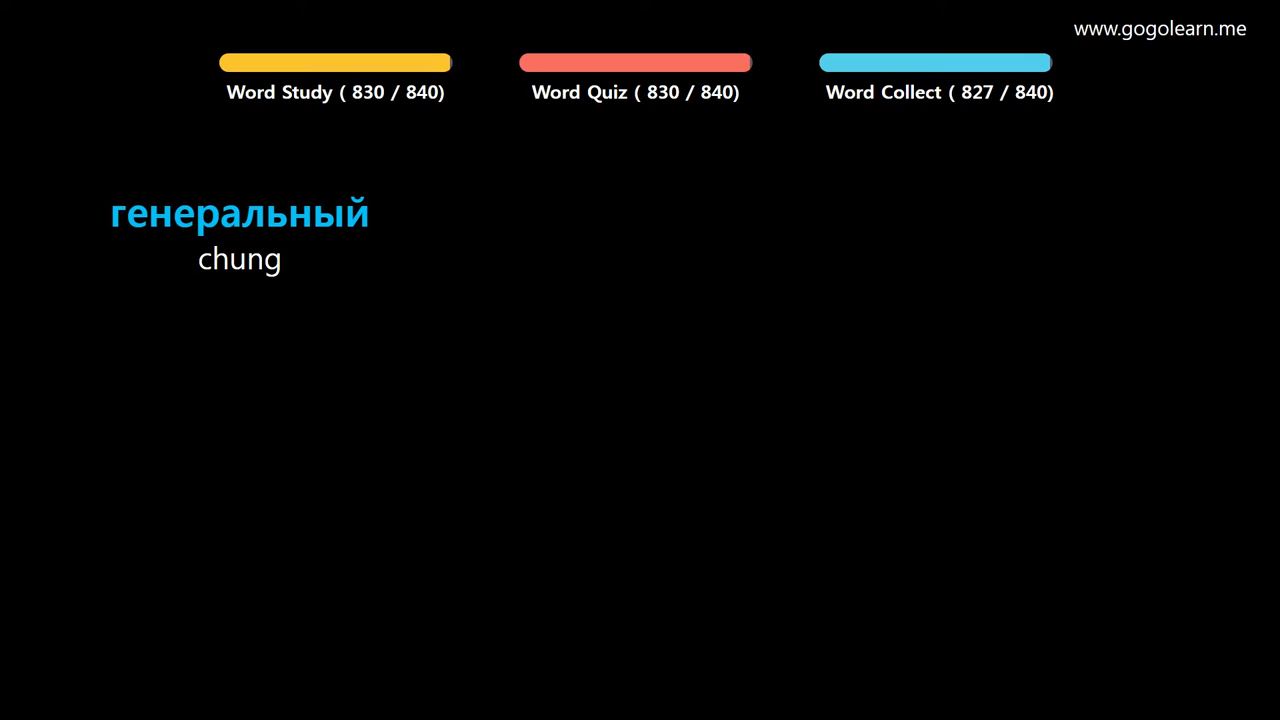 www.gogolearn.me
Word Study ( 830 / 840)
Word Quiz ( 830 / 840)
Word Collect ( 827 / 840)
генеральный
chung